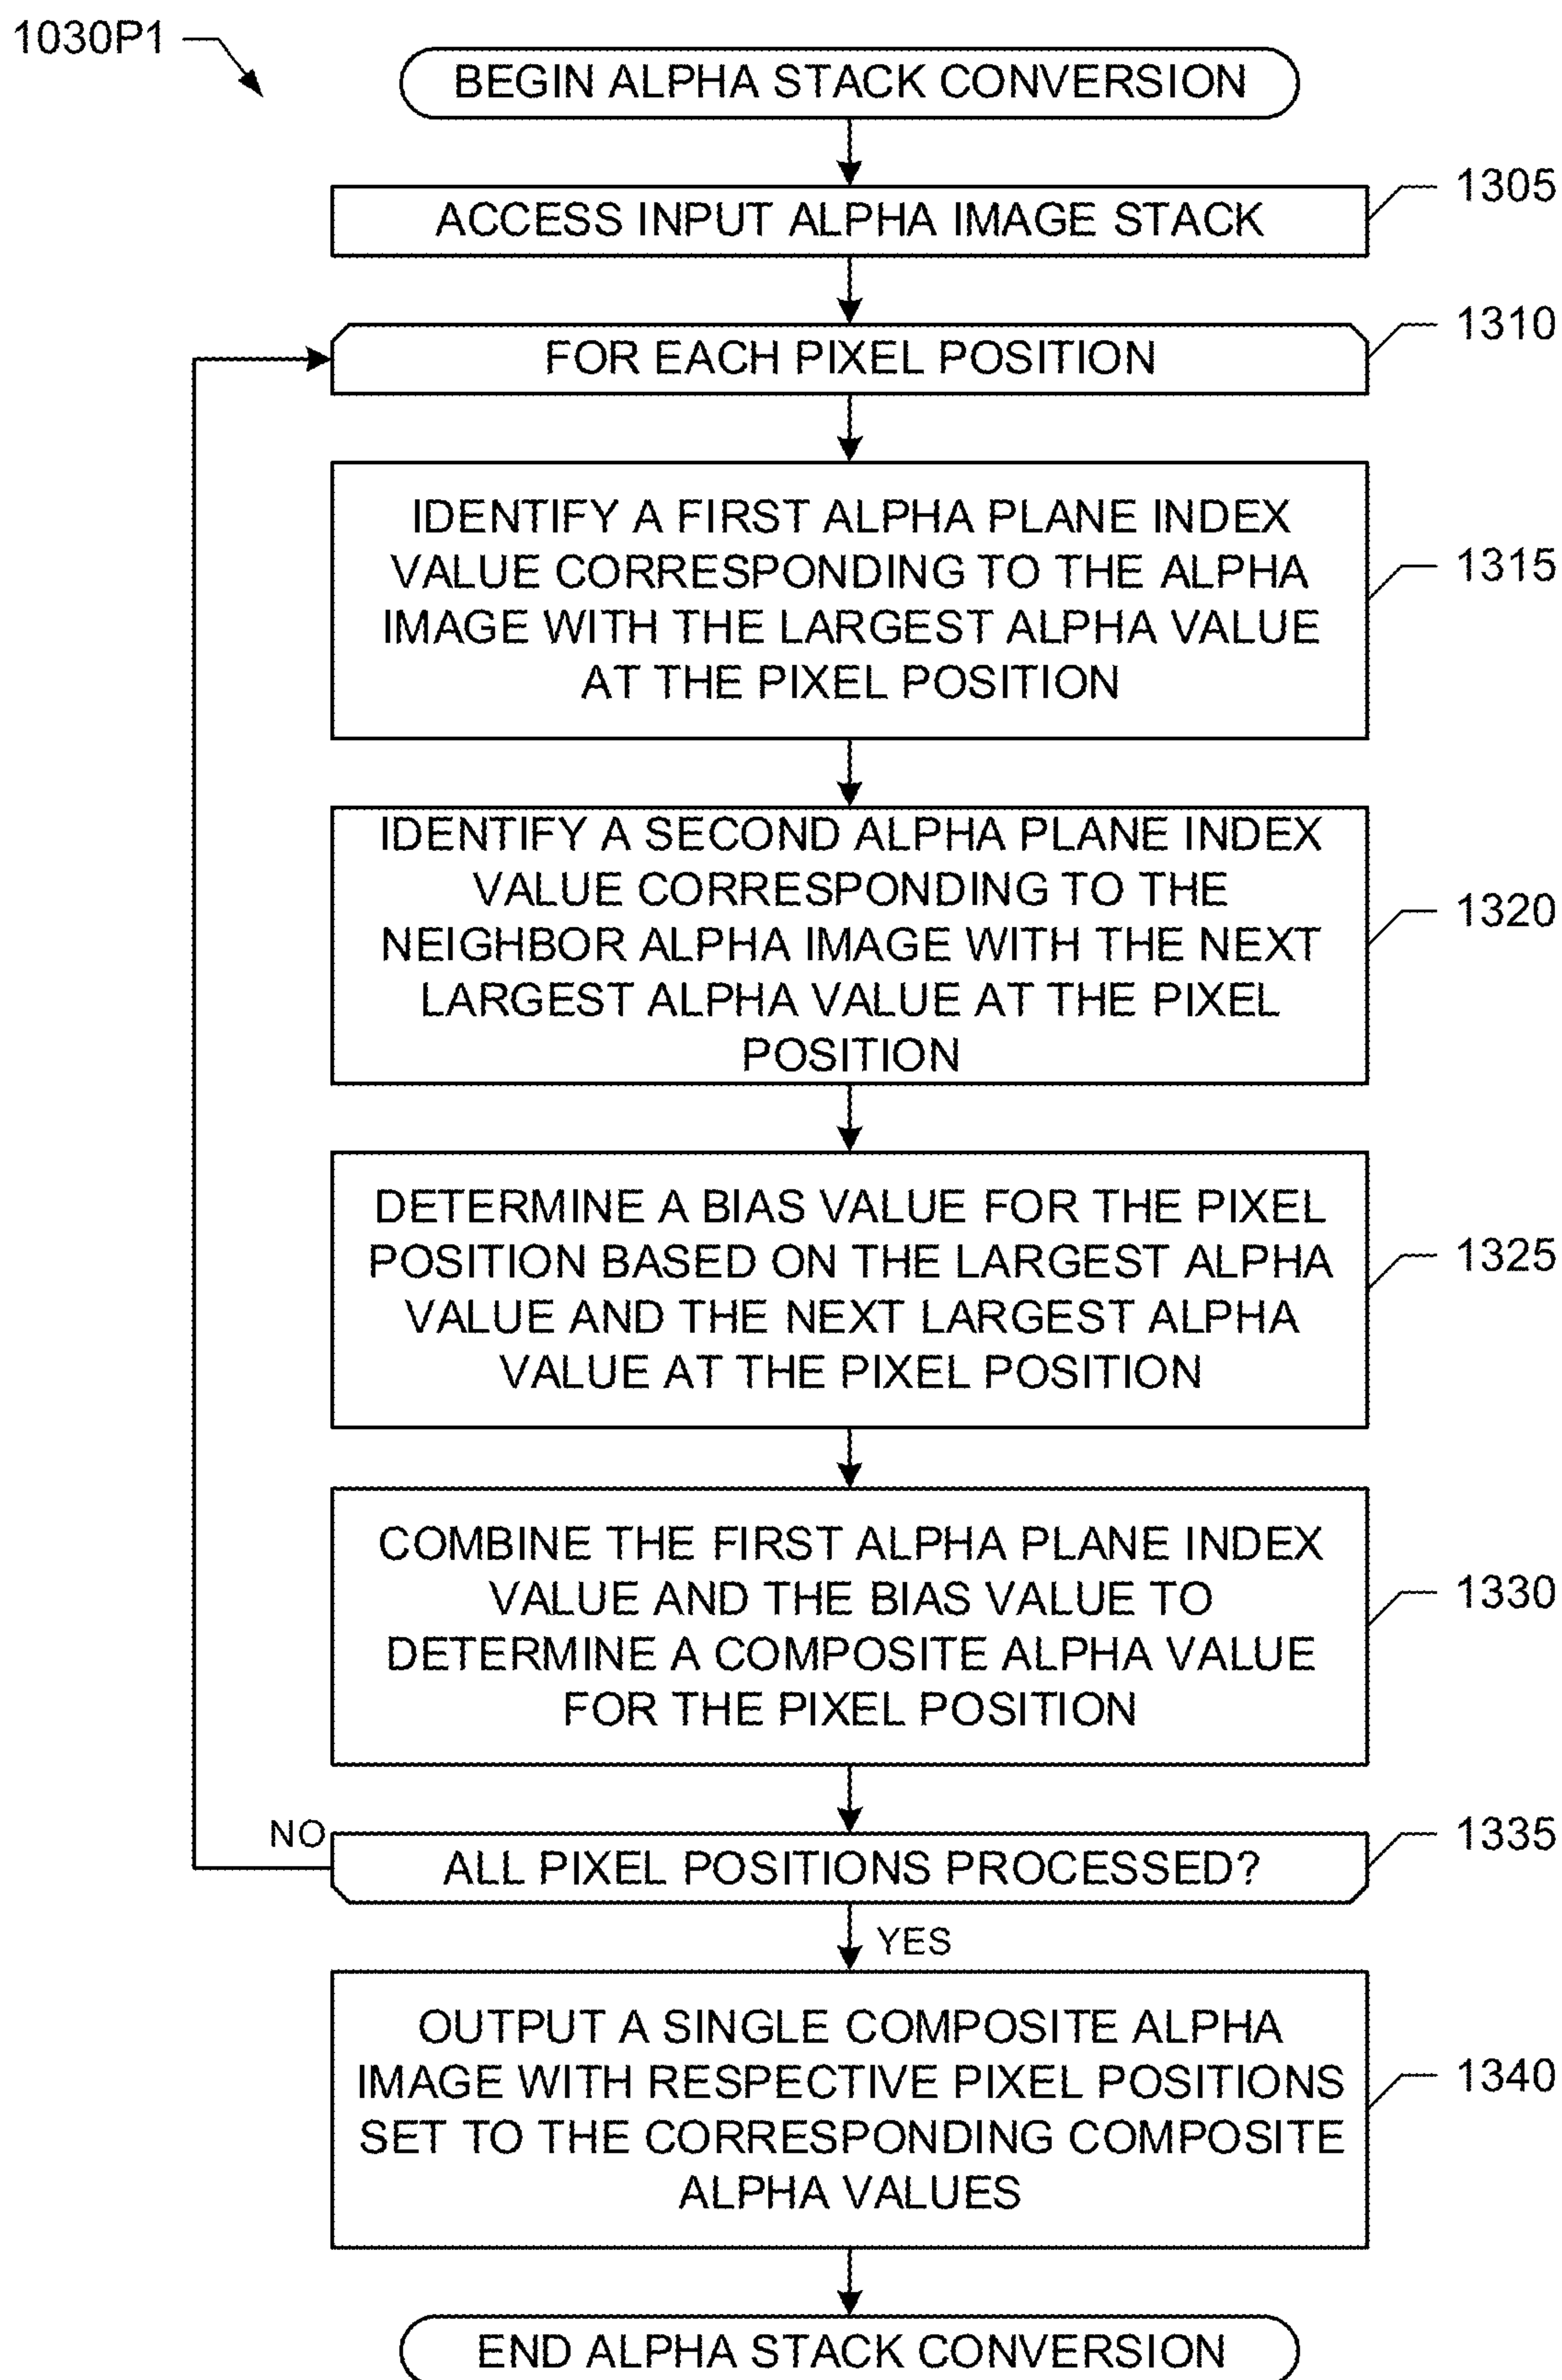 1030P1
BEGIN ALPHA STACK CONVERSION
1305
ACCESS INPUT ALPHA IMAGE STACK
1310
FOR EACH PIXEL POSITION
IDENTIFY A FIRST ALPHA PLANE INDEX
VALUE CORRESPONDING TO THE ALPHA
IMAGE WITH THE LARGEST ALPHA VALUE
AT THE PIXEL POSITION
1315
IDENTIFY A SECOND ALPHA PLANE INDEX
VALUE CORRESPONDING TO THE
NEIGHBOR ALPHA IMAGE WITH THE NEXT
LARGEST ALPHA VALUE AT THE PIXEL
POSITION
1320
DETERMINE A BIAS VALUE FOR THE PIXEL
POSITION BASED ON THE LARGEST ALPHA
VALUE AND THE NEXT LARGEST ALPHA
VALUE AT THE PIXEL POSITION
1325
COMBINE THE FIRST ALPHA PLANE INDEX
VALUE AND THE BIAS VALUE TO
DETERMINE A COMPOSITE ALPHA VALUE
FOR THE PIXEL POSITION
1330
NO
1335
ALL PIXEL POSITIONS PROCESSED?
YES
OUTPUT A SINGLE COMPOSITE ALPHA
IMAGE WITH RESPECTIVE PIXEL POSITIONS
SET TO THE CORRESPONDING COMPOSITE
ALPHA VALUES
1340
END ALPHA STACK CONVERSION